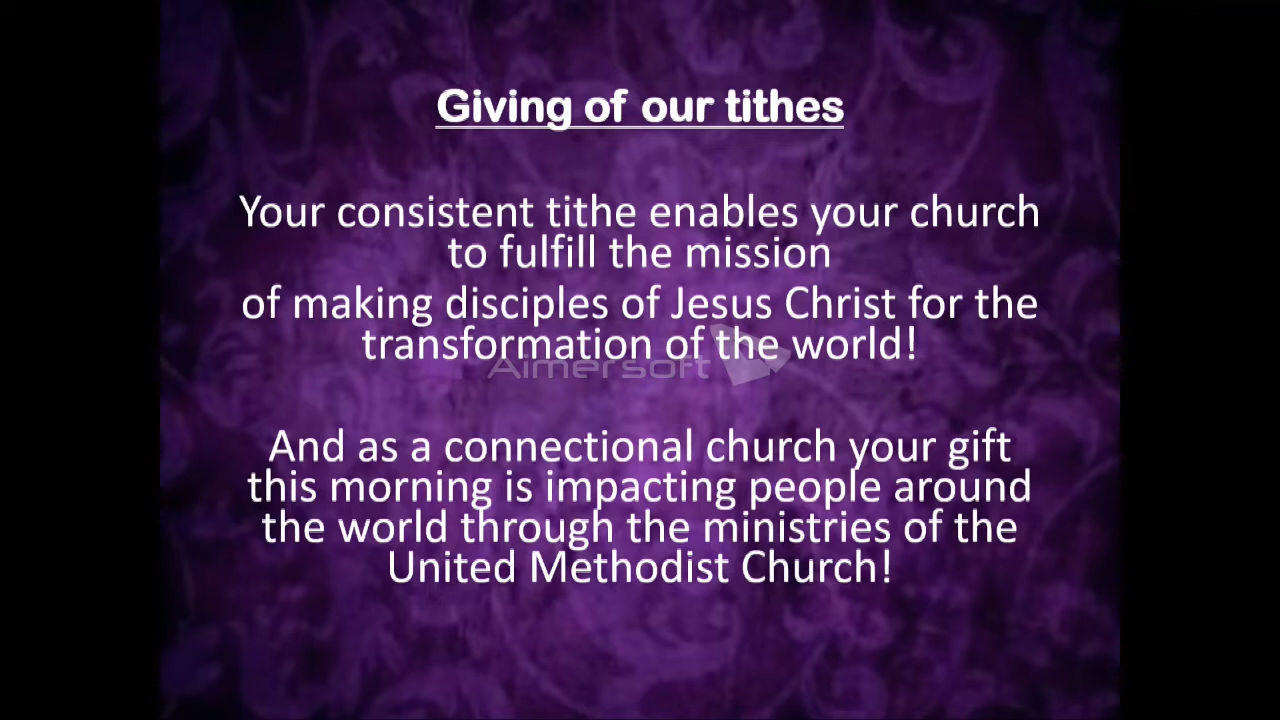 Giving of our tithes
Your consistent tithe enables your church
to fulfill the mission
of making disciples of Jesus Christ for the
transformation of the world!
Aimersoft
And as a connectional church your gift
this morning is impacting people around
the world through the ministries of the
United Methodist Church!